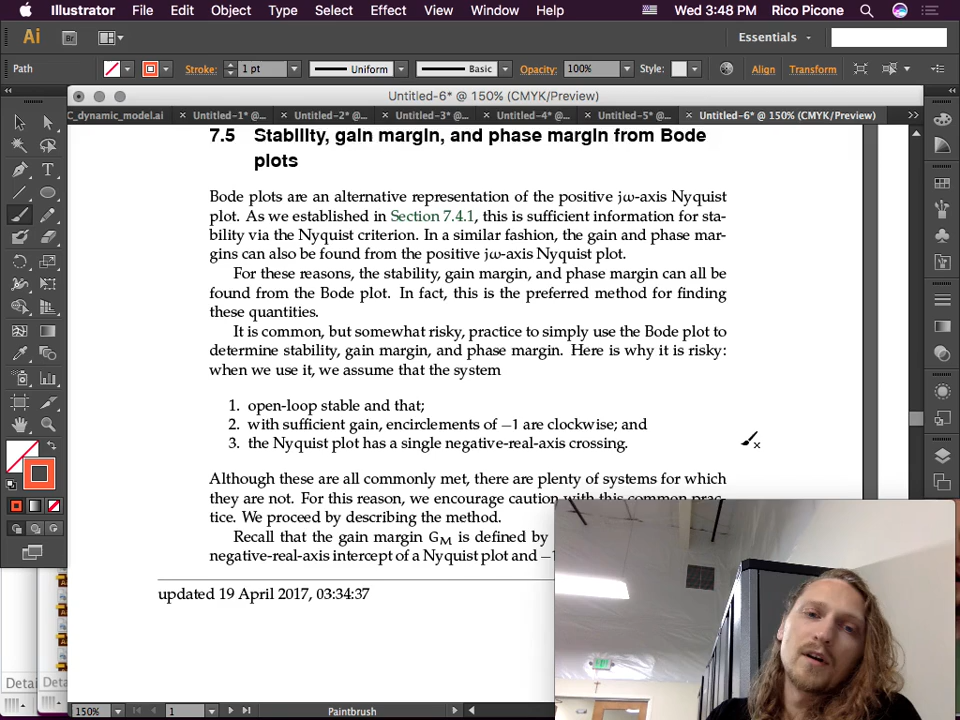 Illustrator File Edit Object Type Select Effect View Window Help Wed 3:48 PM Rico Picone
Ai Br Essentials
Path Stroke: 1 pt Uniform Basic Opacity: 100% Style: Align Transform
Untitled-6* @ 150% (CMYK/Preview)
C_dynamic_model.ai Untitled-1* @... Untitled-2* @... Untitled-3* @... Untitled-4* @... Untitled-5* @... Untitled-6* @ 150% (CMYK/Preview)
7.5 Stability, gain margin, and phase margin from Bode
plots
Bode plots are an alternative representation of the positive jω-axis Nyquist
plot. As we established in Section 7.4.1, this is sufficient information for sta-
bility via the Nyquist criterion. In a similar fashion, the gain and phase mar-
gins can also be found from the positive jω-axis Nyquist plot.
For these reasons, the stability, gain margin, and phase margin can all be
found from the Bode plot. In fact, this is the preferred method for finding
these quantities.
It is common, but somewhat risky, practice to simply use the Bode plot to
determine stability, gain margin, and phase margin. Here is why it is risky:
when we use it, we assume that the system
1. open-loop stable and that;
2. with sufficient gain, encirclements of −1 are clockwise; and
3. the Nyquist plot has a single negative-real-axis crossing.
Although these are all commonly met, there are plenty of systems for which
they are not. For this reason, we encourage caution with this common prac-
tice. We proceed by describing the method.
Recall that the gain margin GM is defined by
negative-real-axis intercept of a Nyquist plot and −1
updated 19 April 2017, 03:34:37
Detai Deta
150% 1 Paintbrush